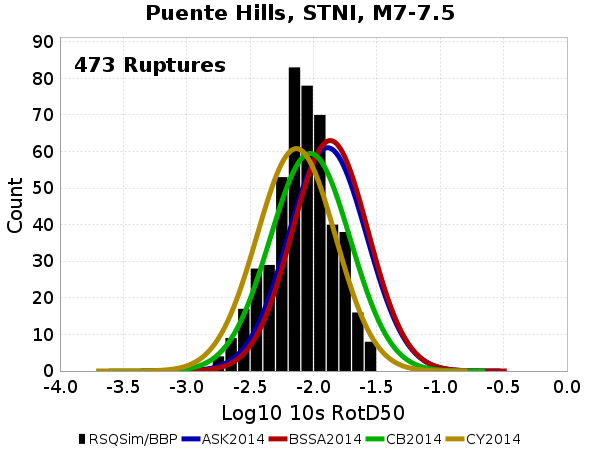 Puente Hills, STNI, M7-7.5
473 Ruptures
90
80
70
60
50
40
30
20
10
0
Count
-4.0 -3.5 -3.0 -2.5 -2.0 -1.5 -1.0 -0.5 0.0
Log10 10s RotD50
RSQSim/BBP ASK2014 BSSA2014 CB2014 CY2014